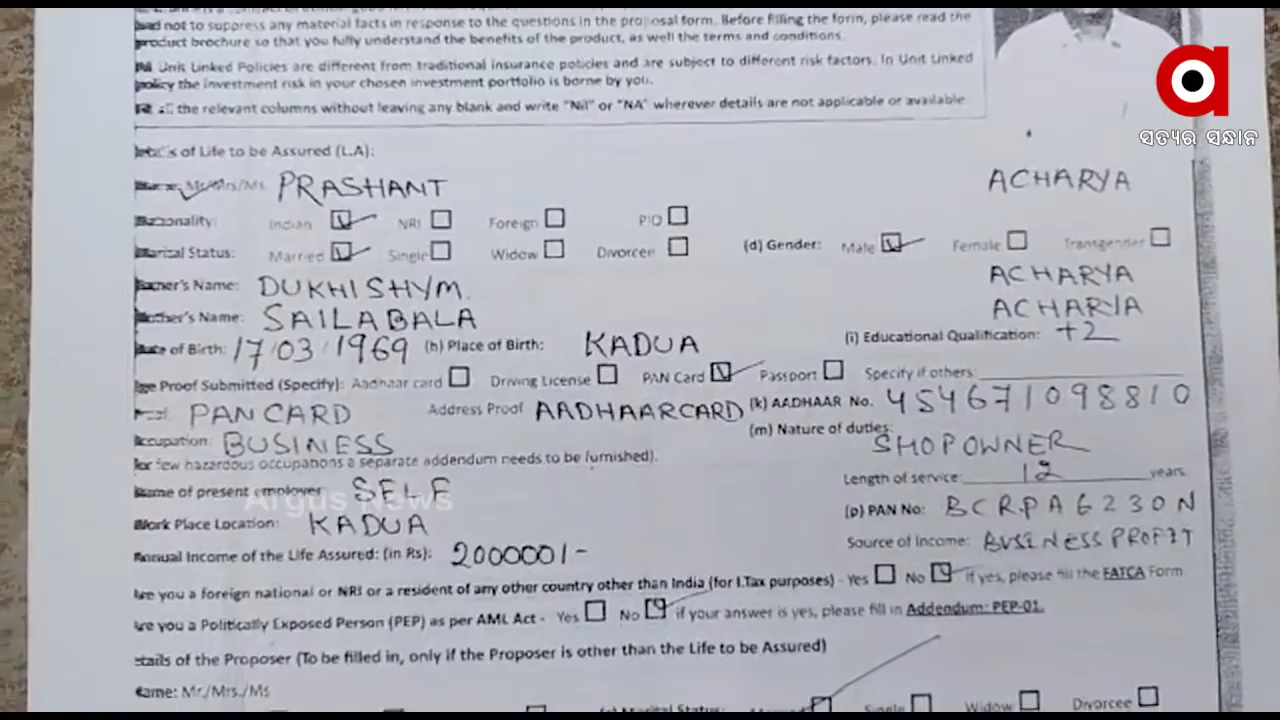 had not to suppress any material facts in response to the questions in the proposal form. Before filling the form, please read the
product brochure so that you fully understand the benefits of the product, as well the terms and conditions.
Unit Linked Policies are different from traditional insurance policies and are subject to different risk factors. In Unit Linked
policy the investment risk in your chosen investment portfolio is borne by you.
the relevant columns without leaving any blank and write "Nil" or "NA" wherever details are not applicable or available
ସତ୍ୟର ସନ୍ଧାନ
of Life to be Assured (L.A):
Mr/Mrs/Ms. PRASHANT ACHARYA
Nationality: Indian NRI Foreign PIO
Marital Status: Married Single Widow Divorcee (d) Gender: Male Female Transgender
Father's Name: DUKHISHYM. ACHARYA
Mother's Name: SAILABALA ACHARYA
Date of Birth: 17/03/1969 (h) Place of Birth: KADUA (i) Educational Qualification: +2
Age Proof Submitted (Specify): Aadhaar card Driving License PAN Card Passport Specify if others:
PAN CARD Address Proof AADHAARCARD (k) AADHAAR No. 454671098810
Occupation: BUSINESS (m) Nature of duties: SHOP OWNER
for few hazardous occupations a separate addendum needs to be furnished).
Name of present employer SELF Length of service: 12 years
Argus News
Work Place Location: KADUA (p) PAN No: BCRPA6230N
Annual Income of the Life Assured: (in Rs): 200000/- Source of Income: BUSINESS PROFIT
Are you a foreign national or NRI or a resident of any other country other than India (for I.Tax purposes) - Yes No if yes, please fill the FATCA Form
Are you a Politically Exposed Person (PEP) as per AML Act - Yes No if your answer is yes, please fill in Addendum: PEP-01.
etails of the Proposer (To be filled in, only if the Proposer is other than the Life to be Assured)
Name: Mr./Mrs./Ms
Marital Status: Married Single Widow Divorcee